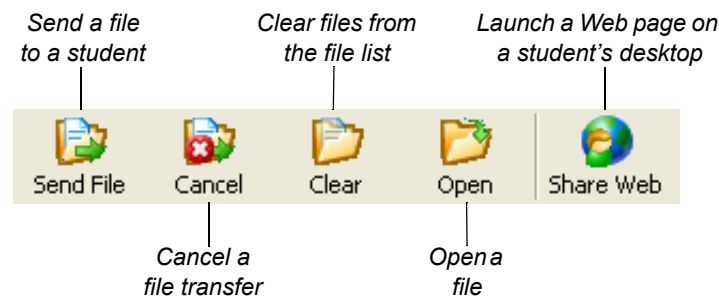 Send a file
to a student
Clear files from
the file list
Launch a Web page on
a student's desktop
Send File
Cancel
Clear
Open
Share Web
Cancel a
file transfer
Open a
file